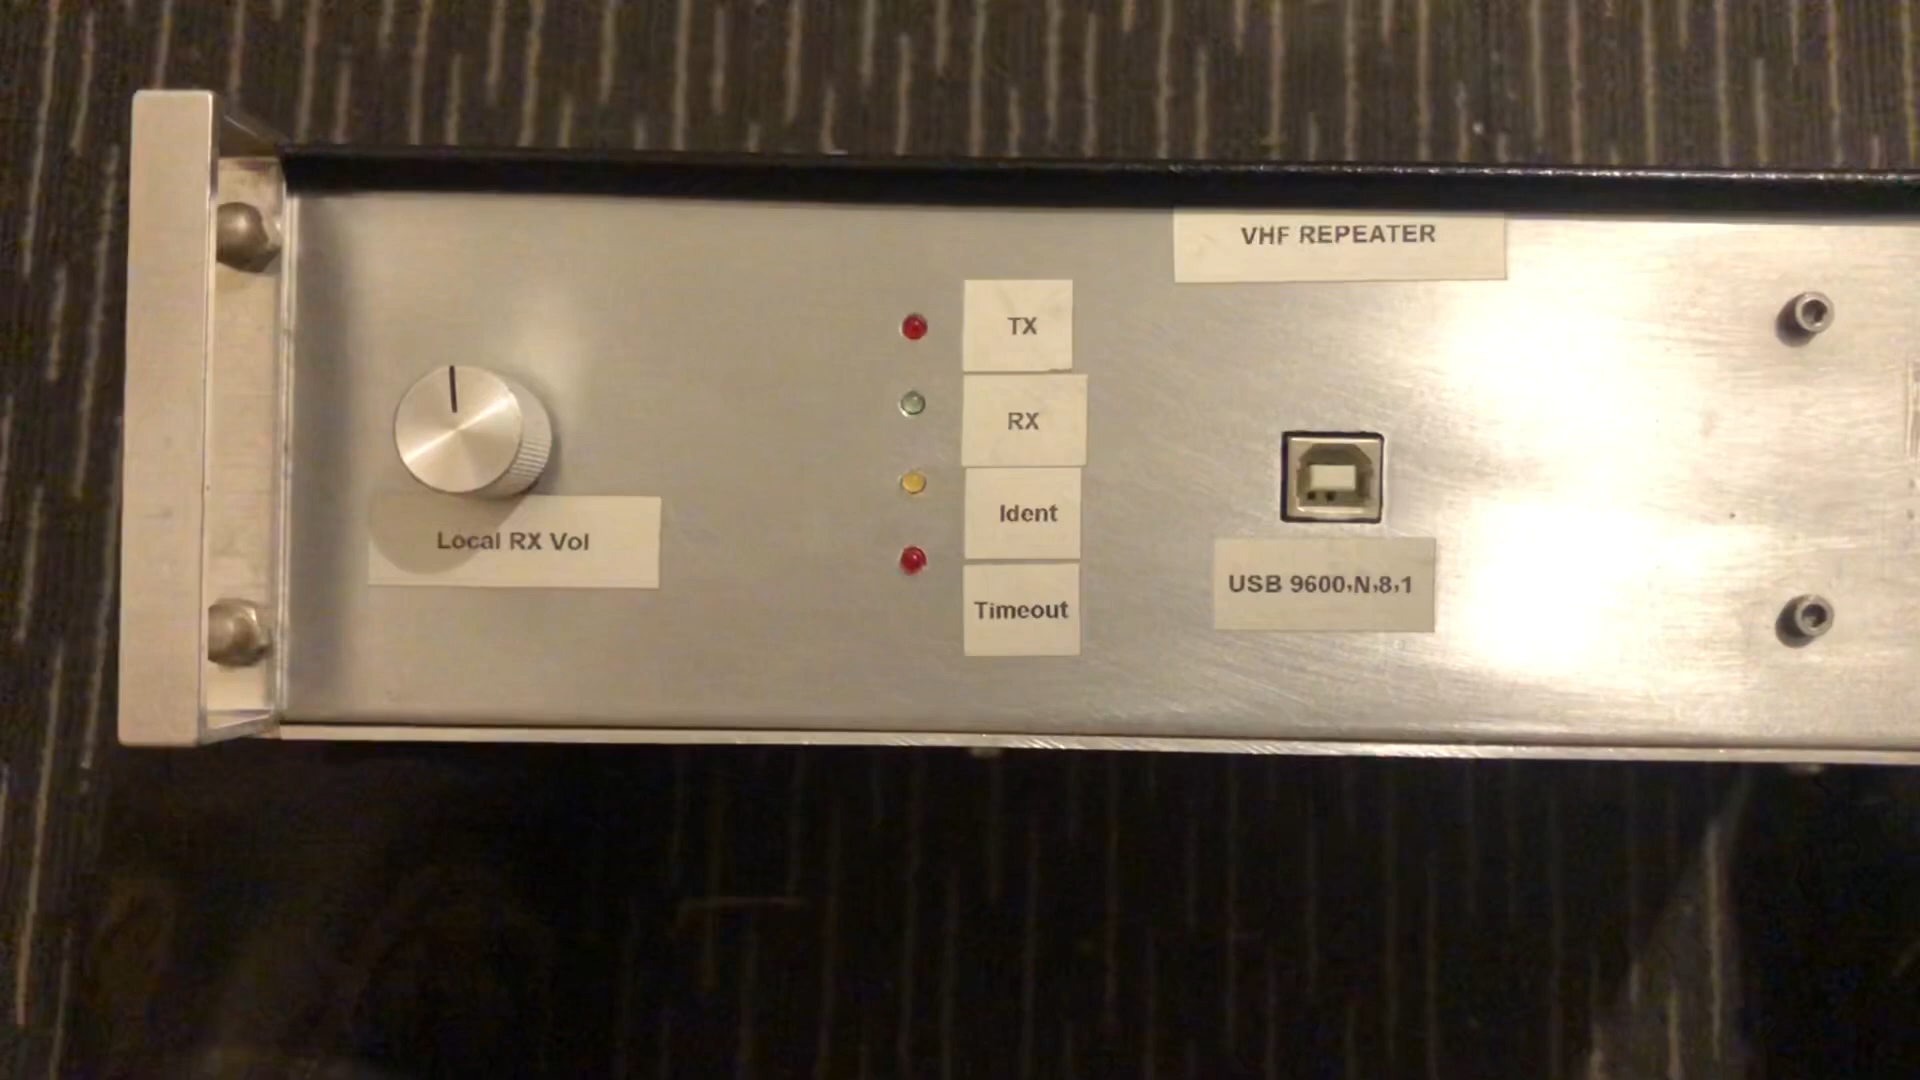 VHF REPEATER
TX
RX
Ident
Timeout
Local RX Vol
USB 9600,N,8,1